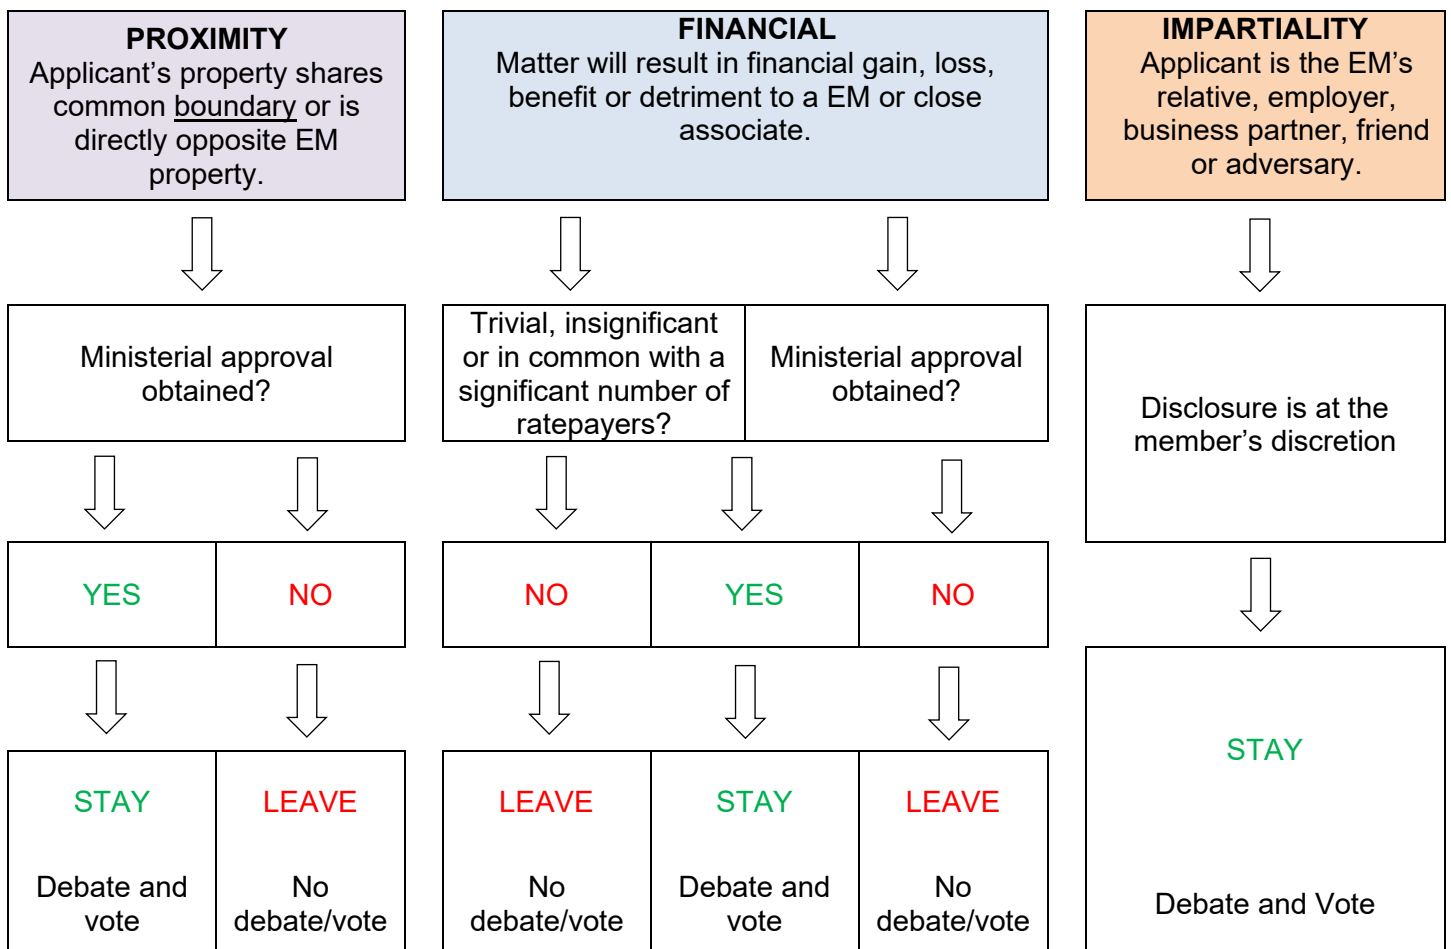 PROXIMITY
Applicant’s property shares
common boundary or is
directly opposite EM
property.
FINANCIAL
Matter will result in financial gain, loss,
benefit or detriment to a EM or close
associate.
IMPARTIALITY
Applicant is the EM’s
relative, employer,
business partner, friend
or adversary.
Ministerial approval
obtained?
Trivial, insignificant
or in common with a
significant number of
ratepayers?
Ministerial approval
obtained?
Disclosure is at the
member’s discretion
YES
NO
NO
YES
NO
STAY
Debate and
vote
LEAVE
No
debate/vote
LEAVE
No
debate/vote
STAY
Debate and
vote
LEAVE
No
debate/vote
STAY
Debate and Vote